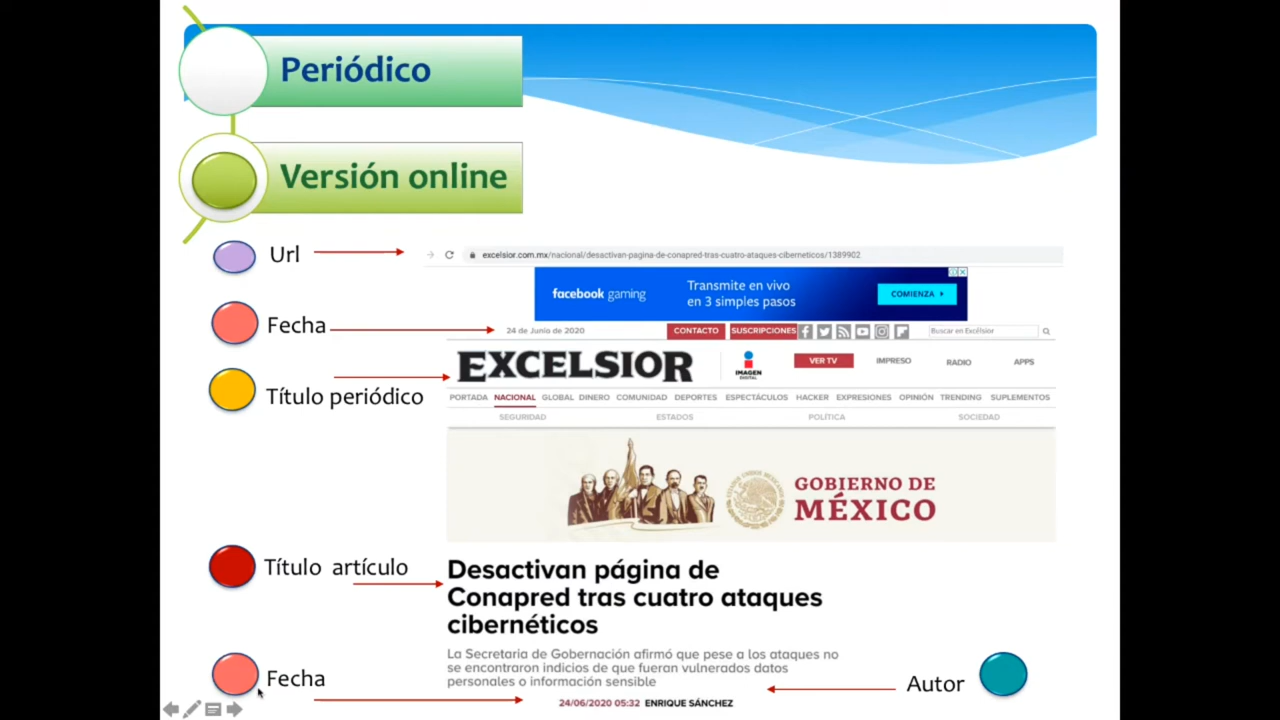 Periódico
Versión online
Url
excelsior.com.mx/nacional/desactivan-pagina-de-conapred-tras-cuatro-ataques-ciberneticos/1389902
facebook gaming
Transmite en vivo
en 3 simples pasos
COMIENZA
Fecha
24 de Junio de 2020
CONTACTO
SUSCRIPCIONES
Buscar en Excélsior
EXCELSIOR
IMAGEN
DIGITAL
VER TV
IMPRESO
RADIO
APPS
Título periódico
PORTADA NACIONAL GLOBAL DINERO COMUNIDAD DEPORTES ESPECTÁCULOS HACKER EXPRESIONES OPINIÓN TRENDING SUPLEMENTOS
SEGURIDAD ESTADOS POLÍTICA SOCIEDAD
GOBIERNO DE
MÉXICO
Título artículo
Desactivan página de
Conapred tras cuatro ataques
cibernéticos
La Secretaria de Gobernación afirmó que pese a los ataques no
se encontraron indicios de que fueran vulnerados datos
personales o información sensible
Fecha
Autor
24/06/2020 05:32 ENRIQUE SÁNCHEZ